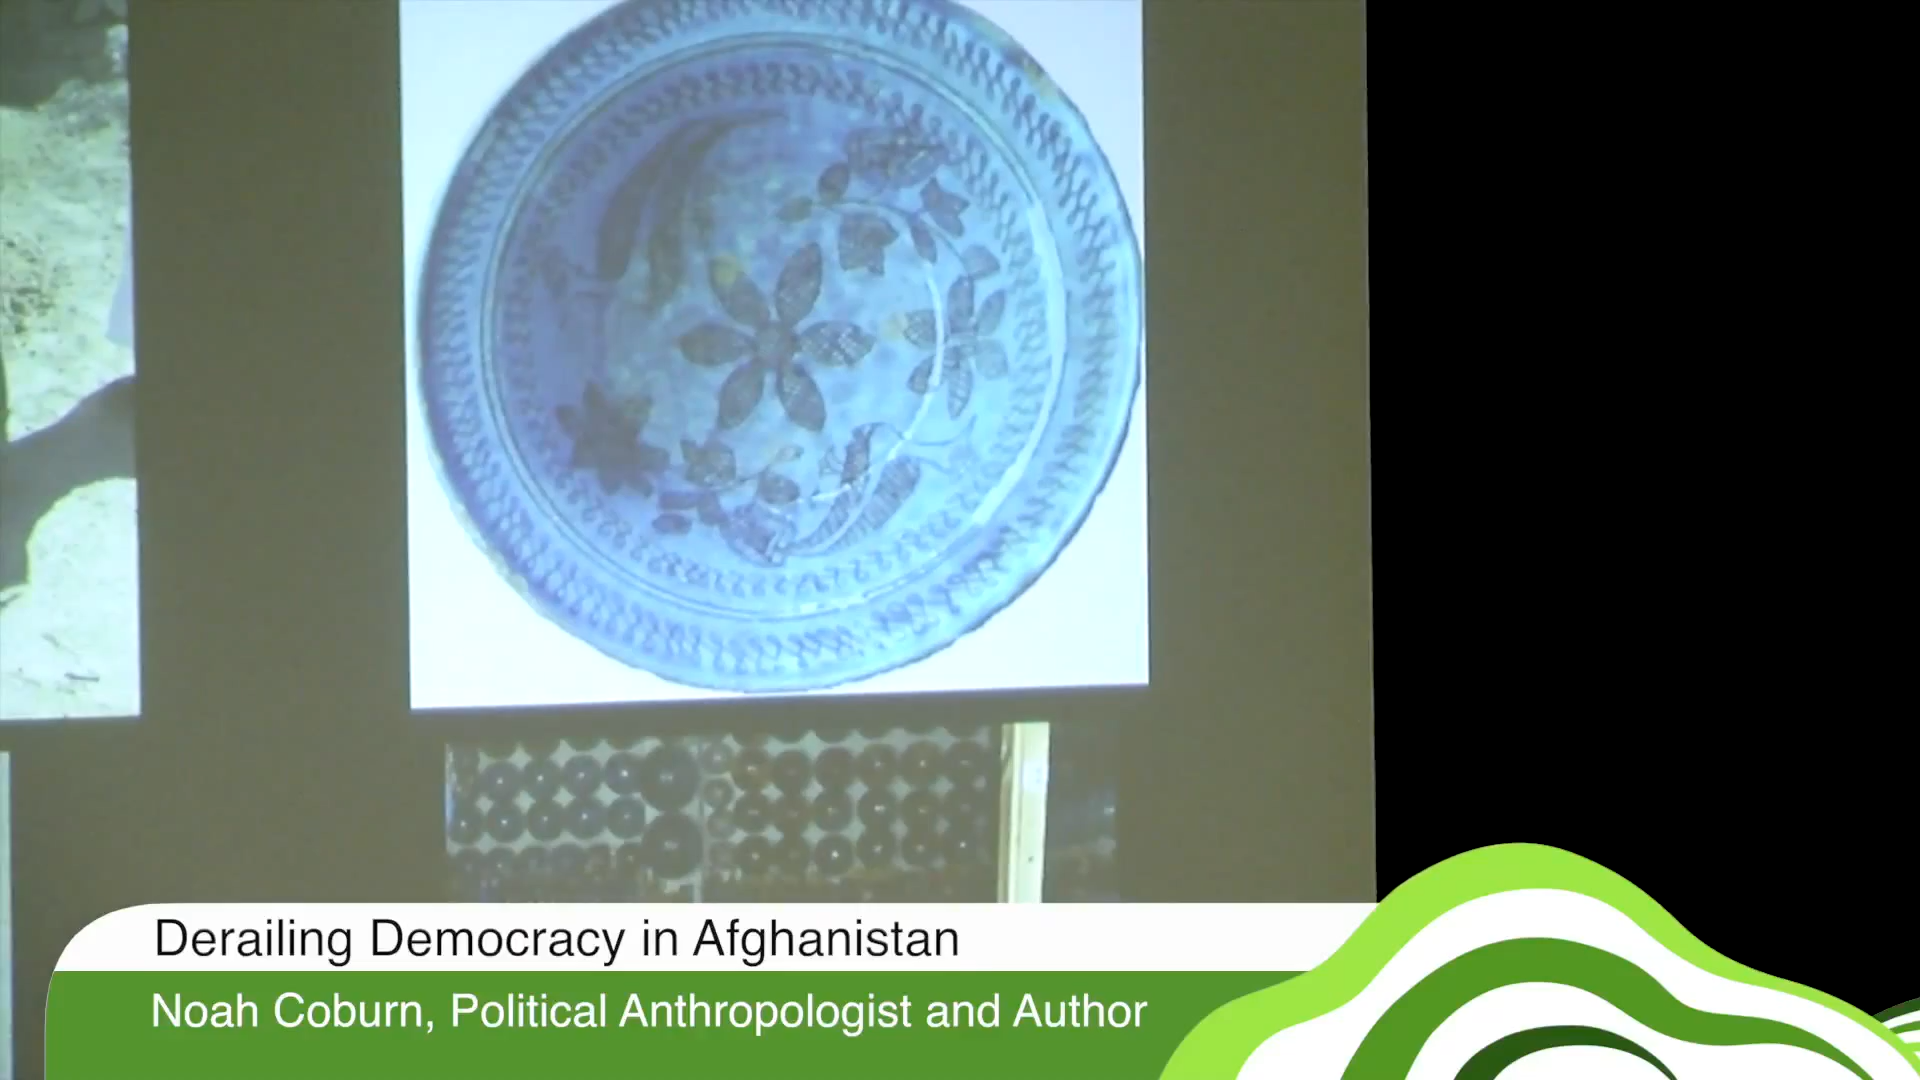 Derailing Democracy in Afghanistan
Noah Coburn, Political Anthropologist and Author